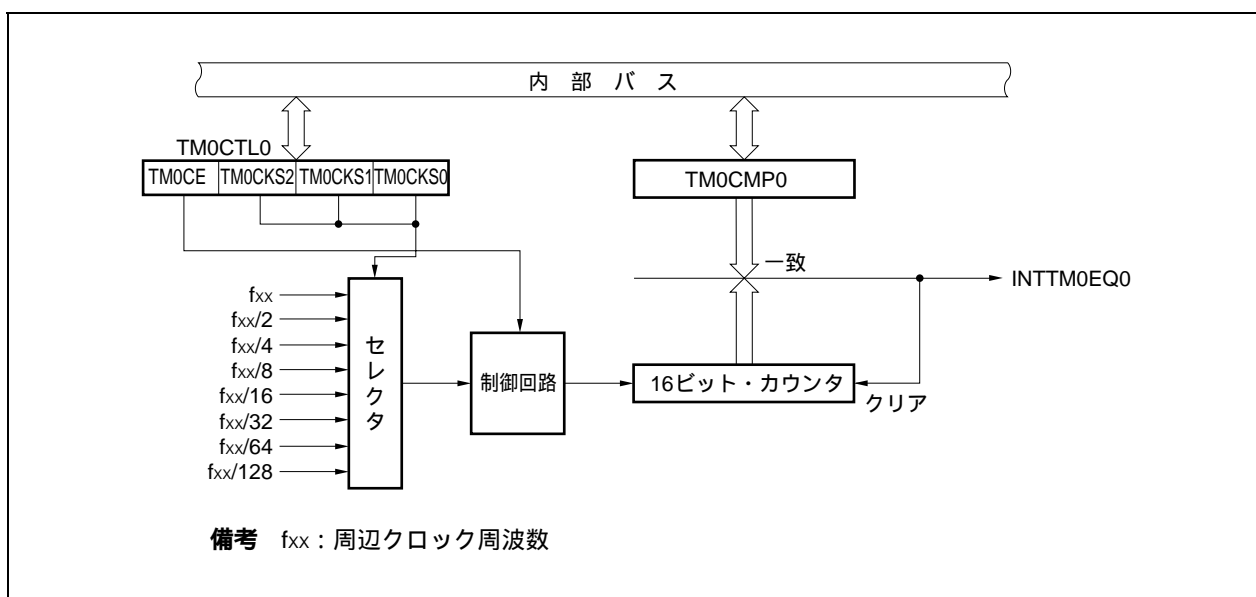 内 部 バ ス
TM0CTL0
TM0CE TM0CKS2 TM0CKS1 TM0CKS0
TM0CMP0
一致
INTTM0EQ0
fxx
fxx/2
fxx/4
fxx/8
fxx/16
fxx/32
fxx/64
fxx/128
セレクタ
制御回路
16ビット・カウンタ
クリア
備考 fxx：周辺クロック周波数